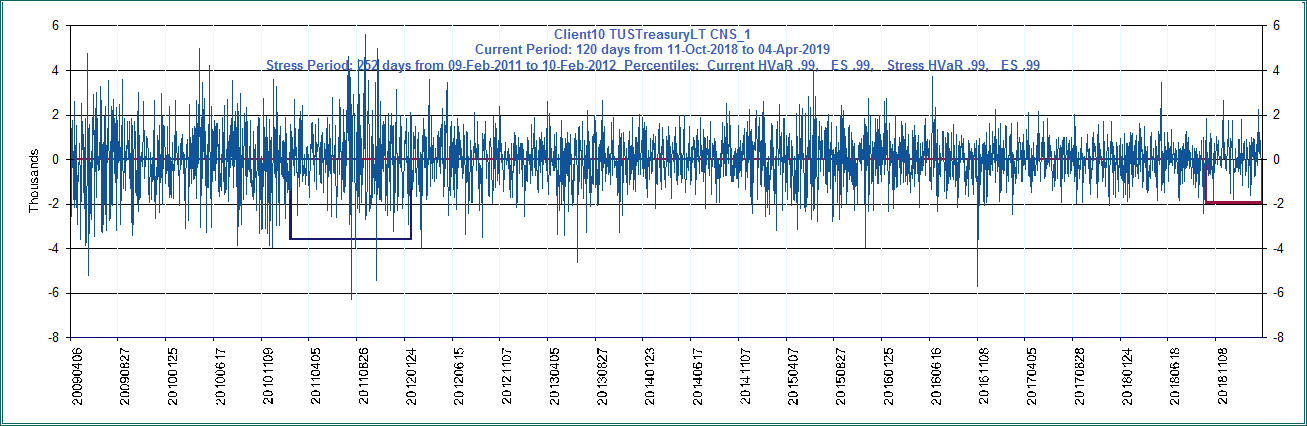 Client10 TUSTreasuryLT CNS_1
Current Period: 120 days from 11-Oct-2018 to 04-Apr-2019
Stress Period: 252 days from 09-Feb-2011 to 10-Feb-2012 Percentiles: Current HVaR .99, ES .99, Stress HVaR .99, ES .99
6 6
4 4
2 2
0 0
-2 -2
-4 -4
-6 -6
-8 -8
Thousands
20090406 20090827 20100125 20100617 20101109 20110405 20110826 20120124 20120615 20121107 20130405 20130827 20140123 20140617 20141107 20150407 20150827 20160125 20160616 20161108 20170405 20170828 20180124 20180618 20181108